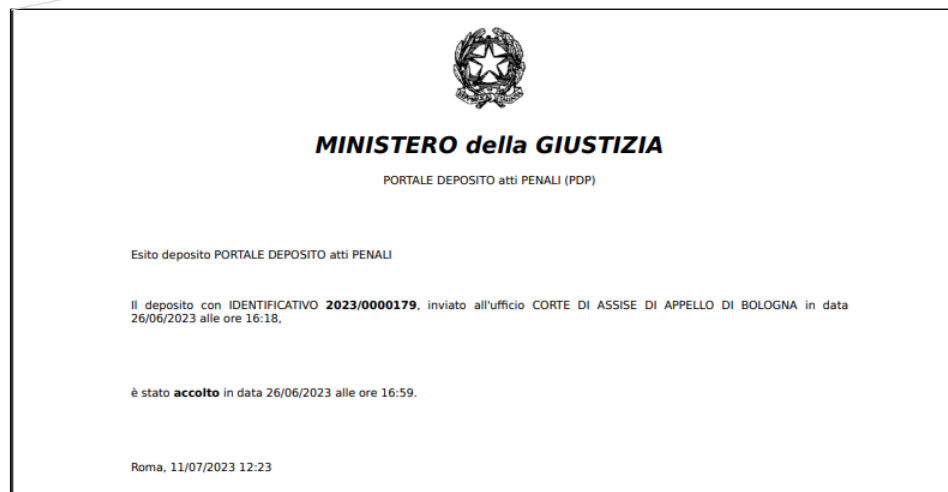 MINISTERO della GIUSTIZIA
PORTALE DEPOSITO atti PENALI (PDP)
Esito deposito PORTALE DEPOSITO atti PENALI
Il deposito con IDENTIFICATIVO 2023/0000179, inviato all'ufficio CORTE DI ASSISE DI APPELLO DI BOLOGNA in data
26/06/2023 alle ore 16:18,
è stato accolto in data 26/06/2023 alle ore 16:59.
Roma, 11/07/2023 12:23